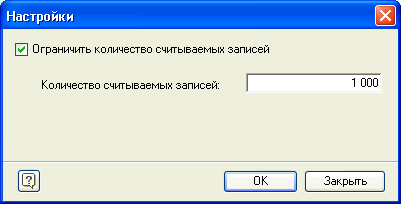 Настройки
Ограничить количество считываемых записей
Количество считываемых записей: 1 000
OK Закрыть